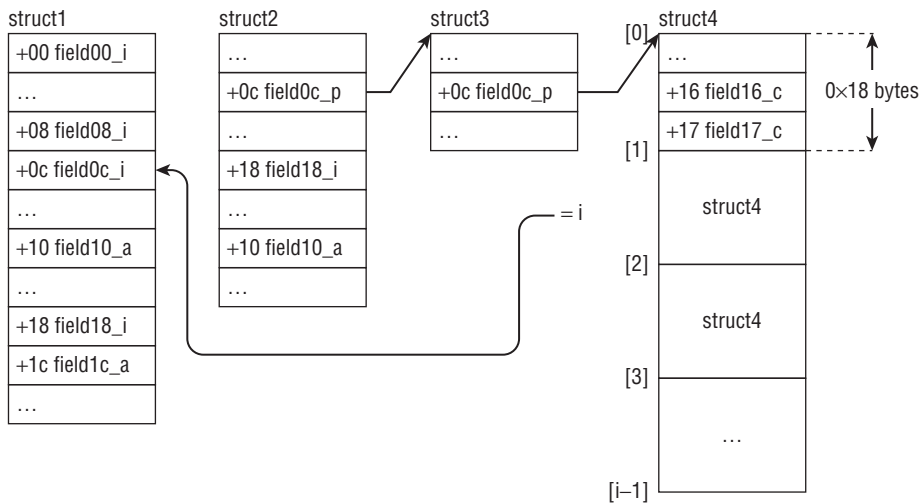 struct1
+00 field00_i
...
+08 field08_i
+0c field0c_i
...
+10 field10_a
...
+18 field18_i
+1c field1c_a
...
struct2
...
+0c field0c_p
...
+18 field18_i
...
+10 field10_a
...
struct3
...
+0c field0c_p
...
= i
struct4
[0]
...
+16 field16_c
+17 field17_c
0×18 bytes
[1]
struct4
[2]
struct4
[3]
...
[i–1]